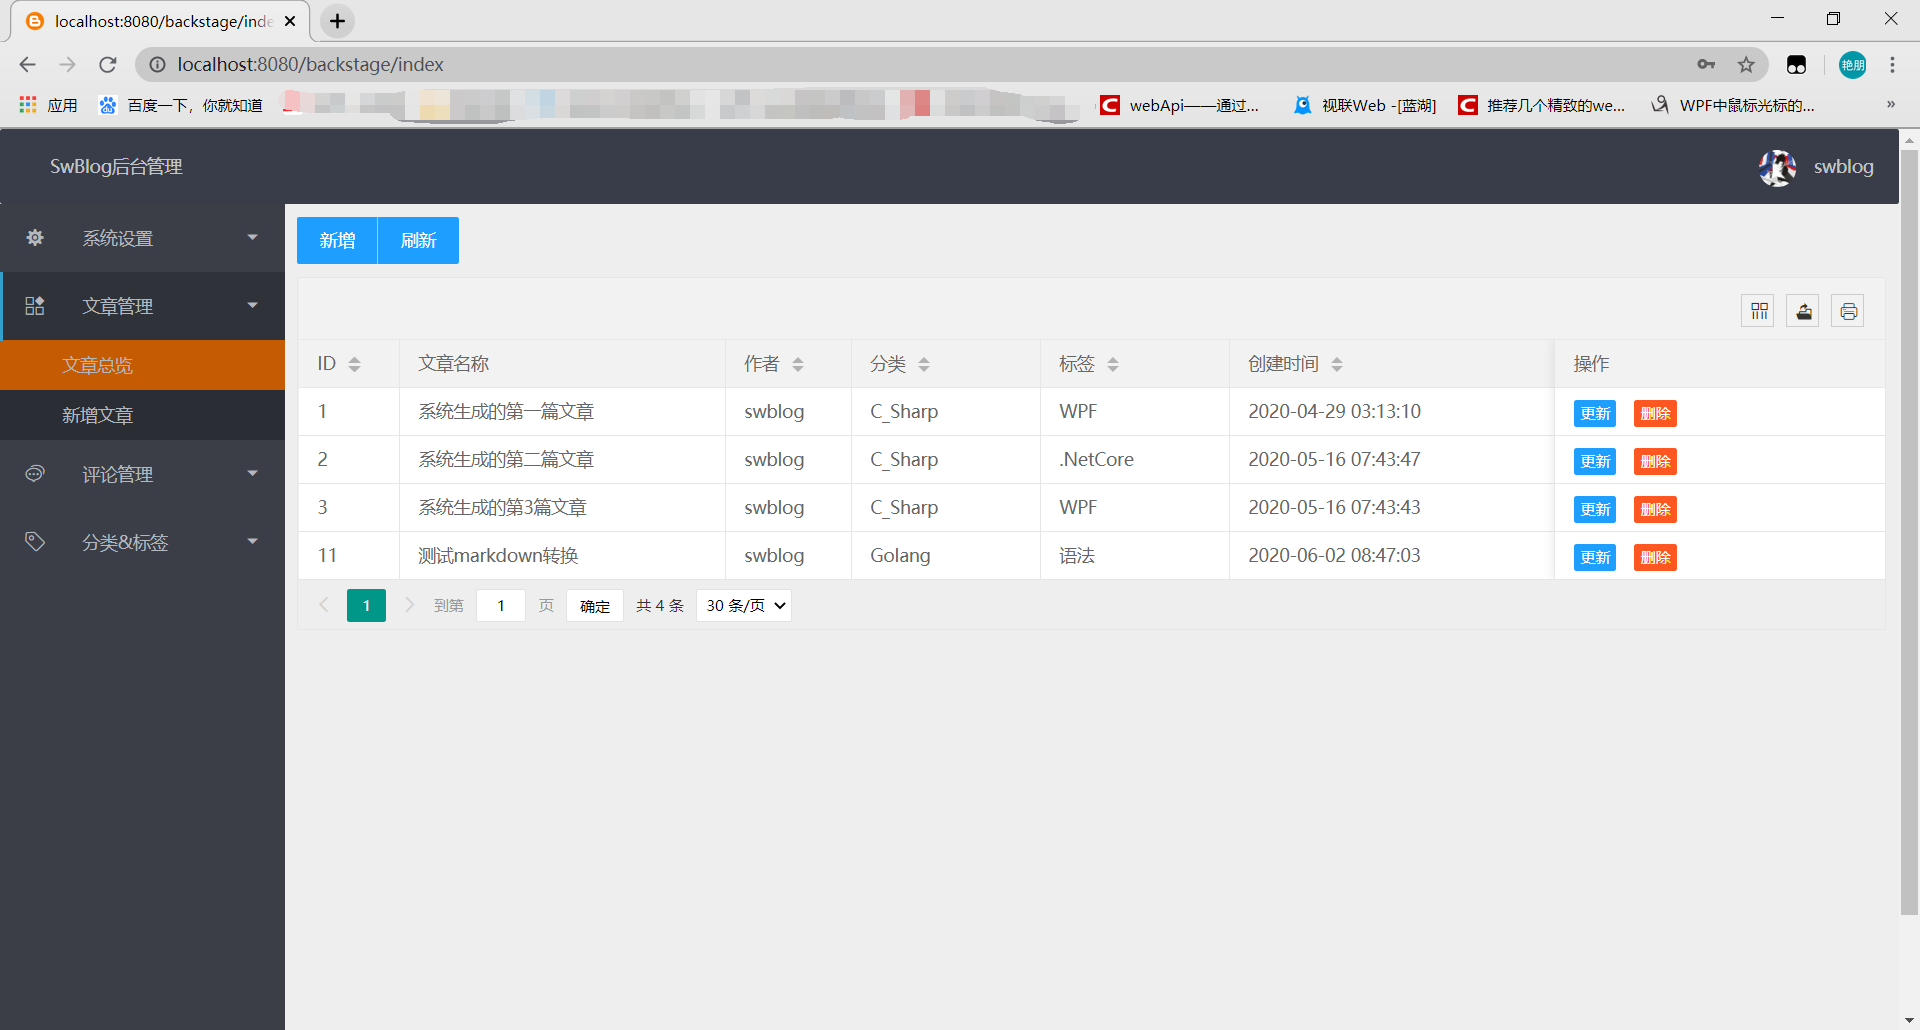 localhost:8080/backstage/inde
localhost:8080/backstage/index
艳朋
应用
百度一下，你就知道
webApi——通过...
视联Web -[蓝湖]
推荐几个精致的we...
WPF中鼠标光标的...
»
SwBlog后台管理
swblog
系统设置
文章管理
文章总览
新增文章
评论管理
分类&标签
新增 刷新
ID 文章名称 作者 分类 标签 创建时间 操作
1 系统生成的第一篇文章 swblog C_Sharp WPF 2020-04-29 03:13:10 更新 删除
2 系统生成的第二篇文章 swblog C_Sharp .NetCore 2020-05-16 07:43:47 更新 删除
3 系统生成的第3篇文章 swblog C_Sharp WPF 2020-05-16 07:43:43 更新 删除
11 测试markdown转换 swblog Golang 语法 2020-06-02 08:47:03 更新 删除
1 到第 1 页 确定 共 4 条 30 条/页